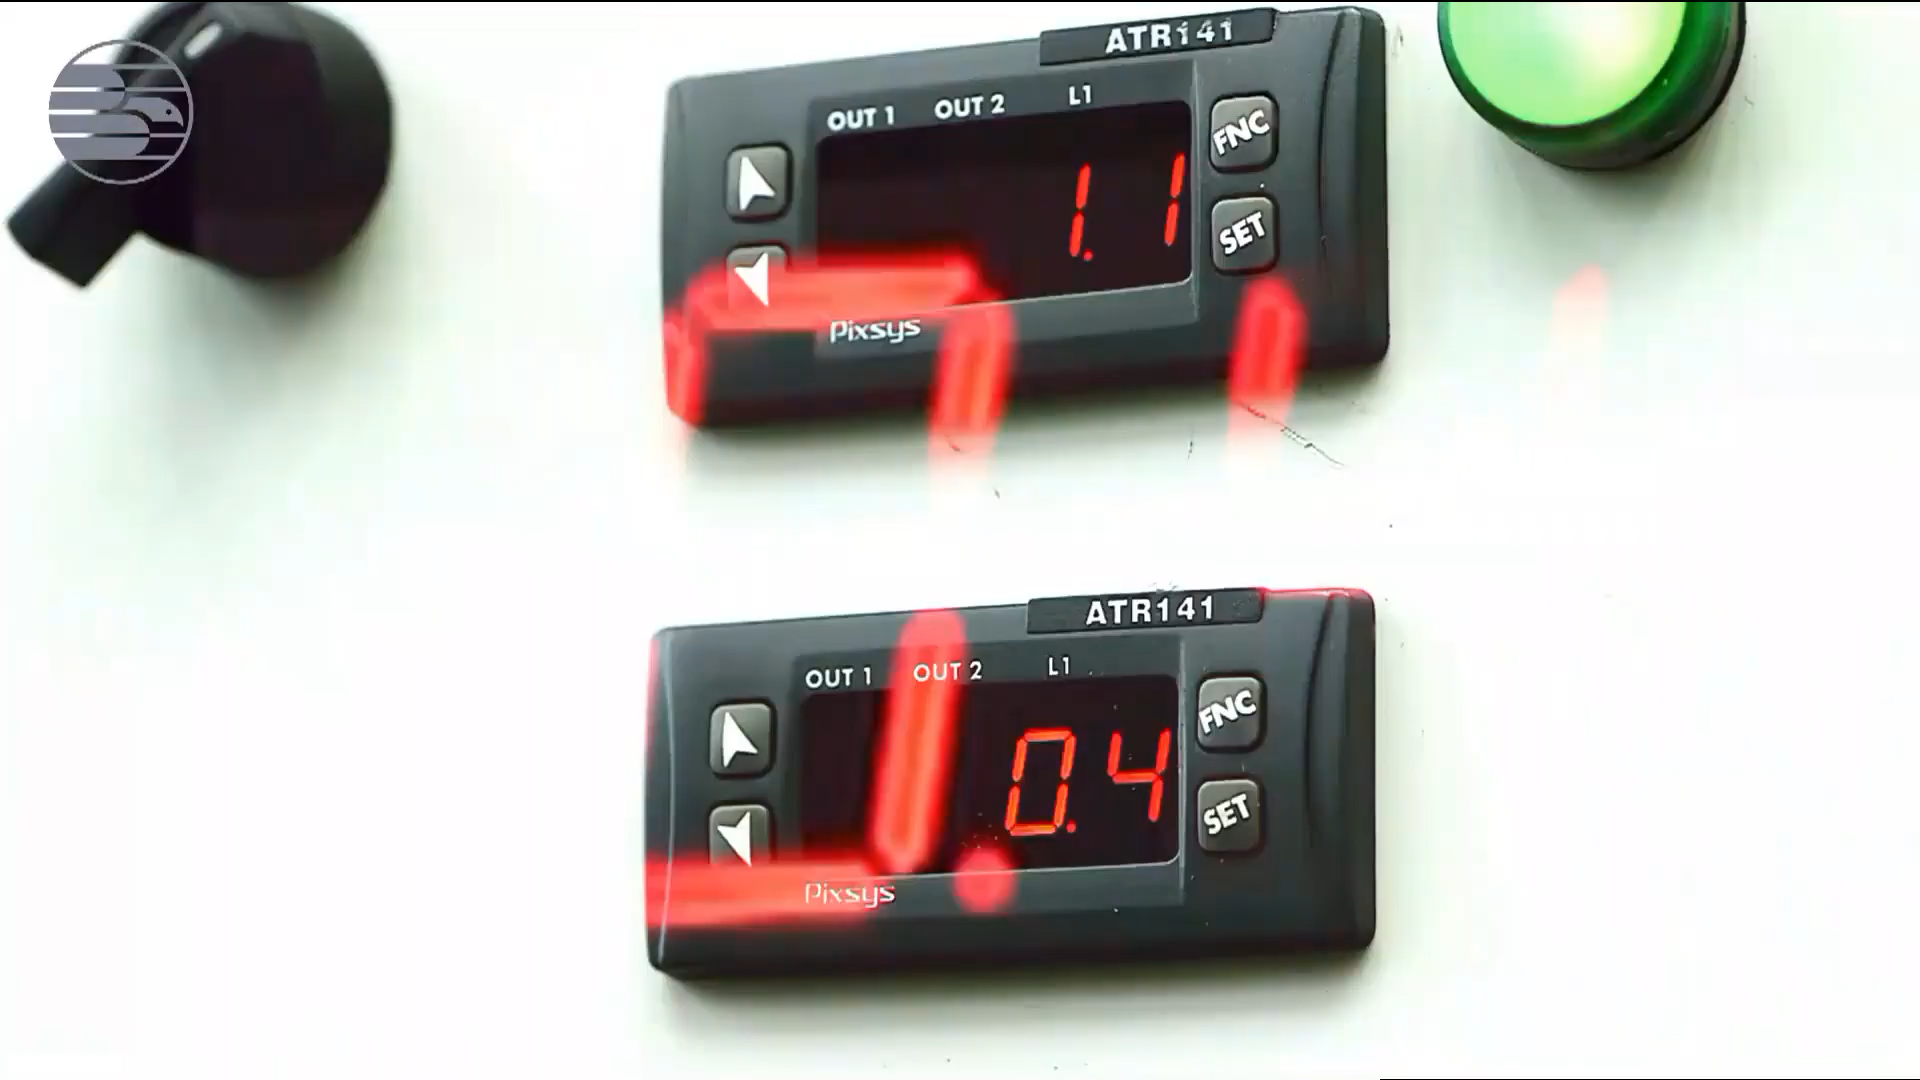 ATR141
OUT 1 OUT 2 L1
FNC
1.1
SET
Pixsys
ATR141
OUT 1 OUT 2 L1
FNC
0.4
SET
Pixsys